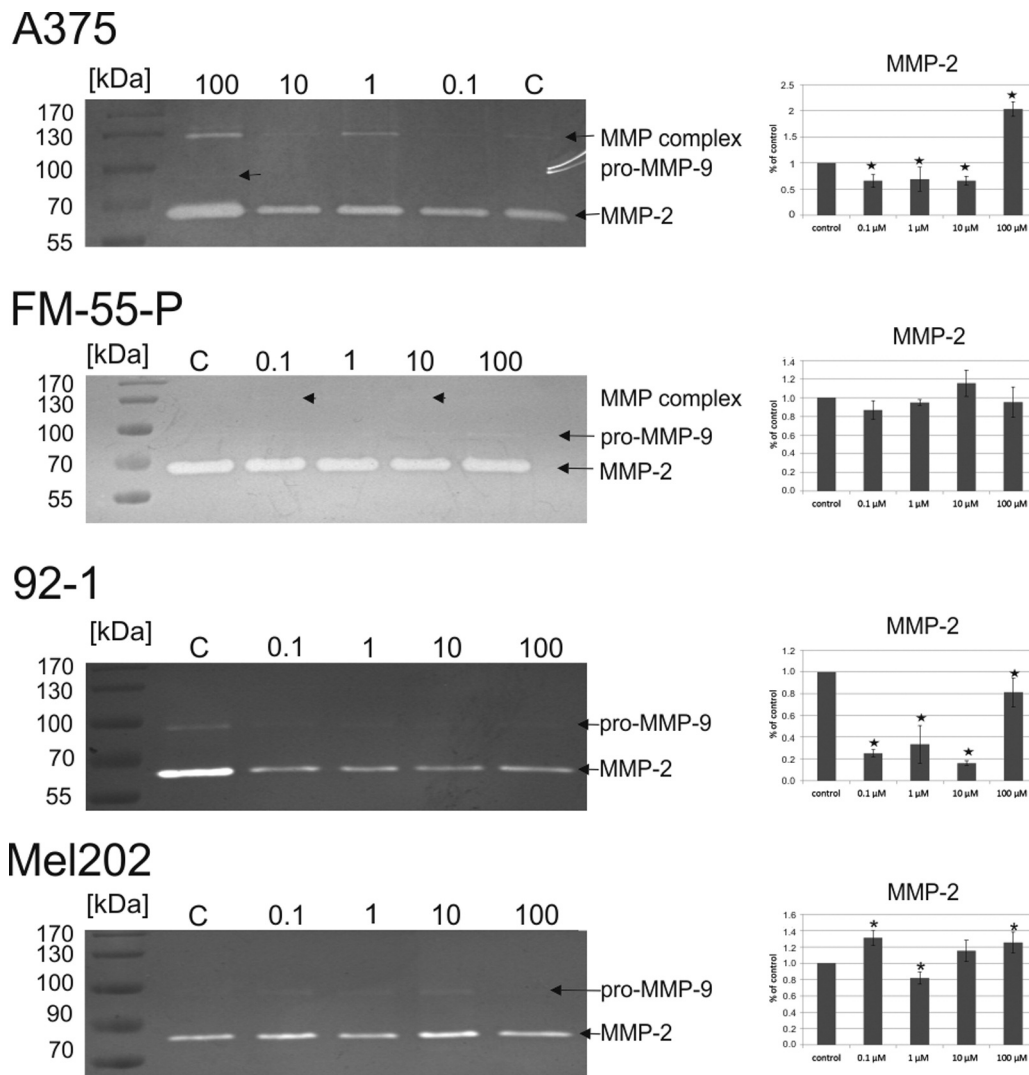 A375
[kDa] 100 10 1 0.1 C
170
130
100
70
55
MMP complex
pro-MMP-9
MMP-2
MMP-2
% of control
2.5
2
1.5
1
0.5
0
control 0.1 µM 1 µM 10 µM 100 µM
FM-55-P
[kDa] C 0.1 1 10 100
170
130
100
70
55
MMP complex
pro-MMP-9
MMP-2
MMP-2
% of control
1.4
1.2
1.0
0.8
0.6
0.4
0.2
0.0
control 0.1 µM 1 µM 10 µM 100 µM
92-1
[kDa] C 0.1 1 10 100
170
130
100
70
55
pro-MMP-9
MMP-2
MMP-2
% of control
1.2
1.0
0.8
0.6
0.4
0.2
0.0
control 0.1 µM 1 µM 10 µM 100 µM
Mel202
[kDa] C 0.1 1 10 100
170
130
100
90
70
pro-MMP-9
MMP-2
MMP-2
% of control
1.6
1.4
1.2
1.0
0.8
0.6
0.4
0.2
0.0
control 0.1 µM 1 µM 10 µM 100 µM